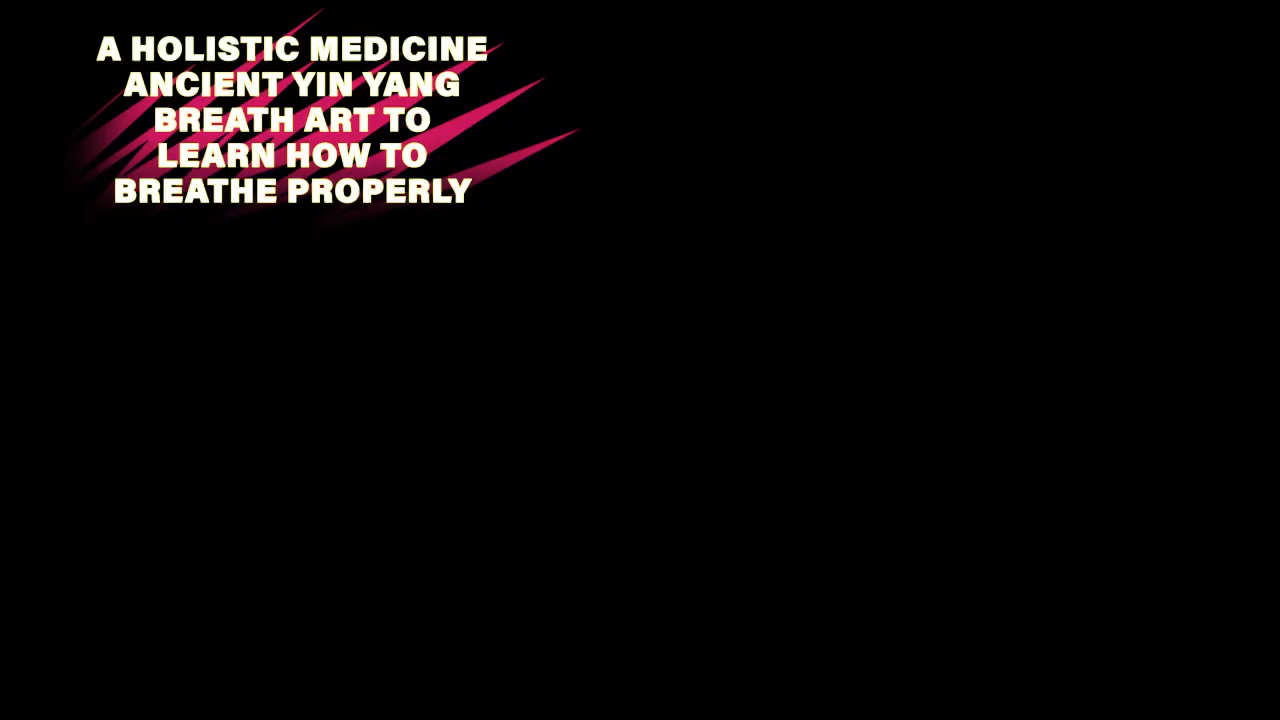 A HOLISTIC MEDICINE
ANCIENT YIN YANG
BREATH ART TO
LEARN HOW TO
BREATHE PROPERLY